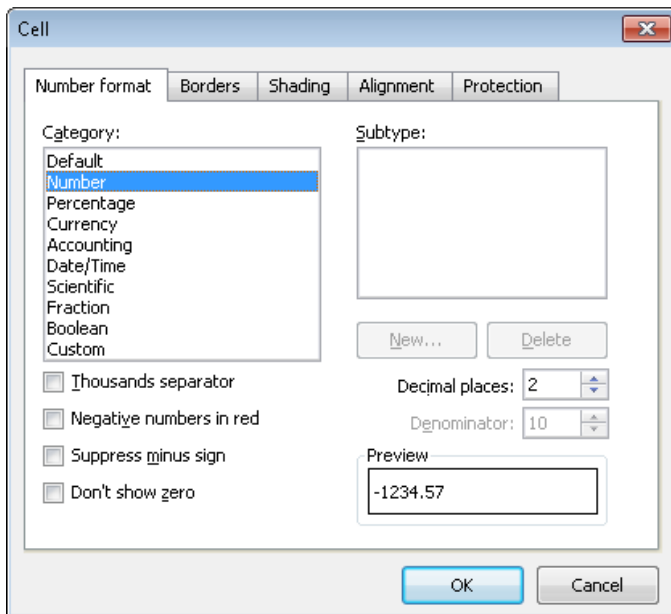 Cell
Number format Borders Shading Alignment Protection
Category:
Default
Number
Percentage
Currency
Accounting
Date/Time
Scientific
Fraction
Boolean
Custom
Subtype:
New... Delete
Thousands separator
Negative numbers in red
Suppress minus sign
Don't show zero
Decimal places: 2
Denominator: 10
Preview
-1234.57
OK Cancel